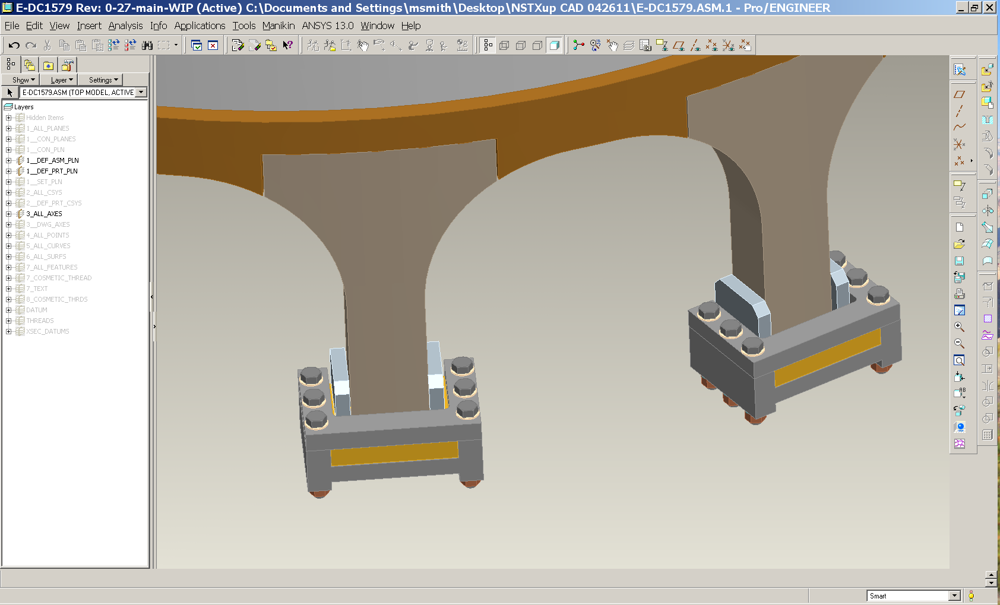 E-DC1579 Rev: 0-27-main-WIP (Active) C:\Documents and Settings\msmith\Desktop\NSTXup CAD 042611\E-DC1579.ASM.1 - Pro/ENGINEER
File Edit View Insert Analysis Info Applications Tools Manikin ANSYS 13.0 Window Help
Show Layer Settings
E-DC1579.ASM (TOP MODEL, ACTIVE
Layers
Hidden Items
1_ALL_PLANES
1__CON_PLANES
1__CON_PLN
1__DEF_ASM_PLN
1__DEF_PRT_PLN
1__SET_PLN
2_ALL_CSYS
2__DEF_PRT_CSYS
3_ALL_AXES
3__DWG_AXES
4_ALL_POINTS
5_ALL_CURVES
6_ALL_SURFS
7_ALL_FEATURES
7_COSMETIC_THREAD
7_TEXT
8_COSMETIC_THRDS
DATUM
THREADS
XSEC_DATUMS
AB
Smart